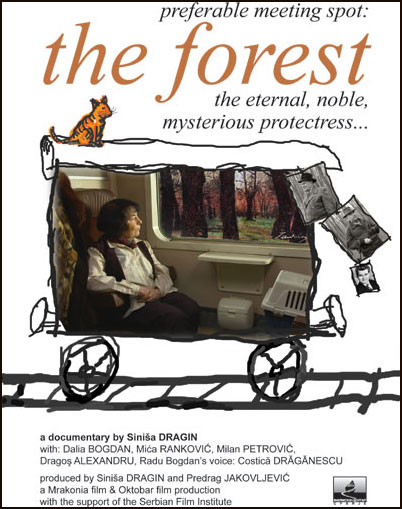 preferable meeting spot:
the forest
the eternal, noble,
mysterious protectress...
a documentary by Siniša DRAGIN
with: Dalia BOGDAN, Mića RANKOVIĆ, Milan PETROVIĆ,
Dragoş ALEXANDRU, Radu Bogdan's voice: Costică DRĂGĂNESCU
produced by Siniša DRAGIN and Predrag JAKOVLJEVIĆ
a Mrakonia film & Oktobar film production
with the support of the Serbian Film Institute